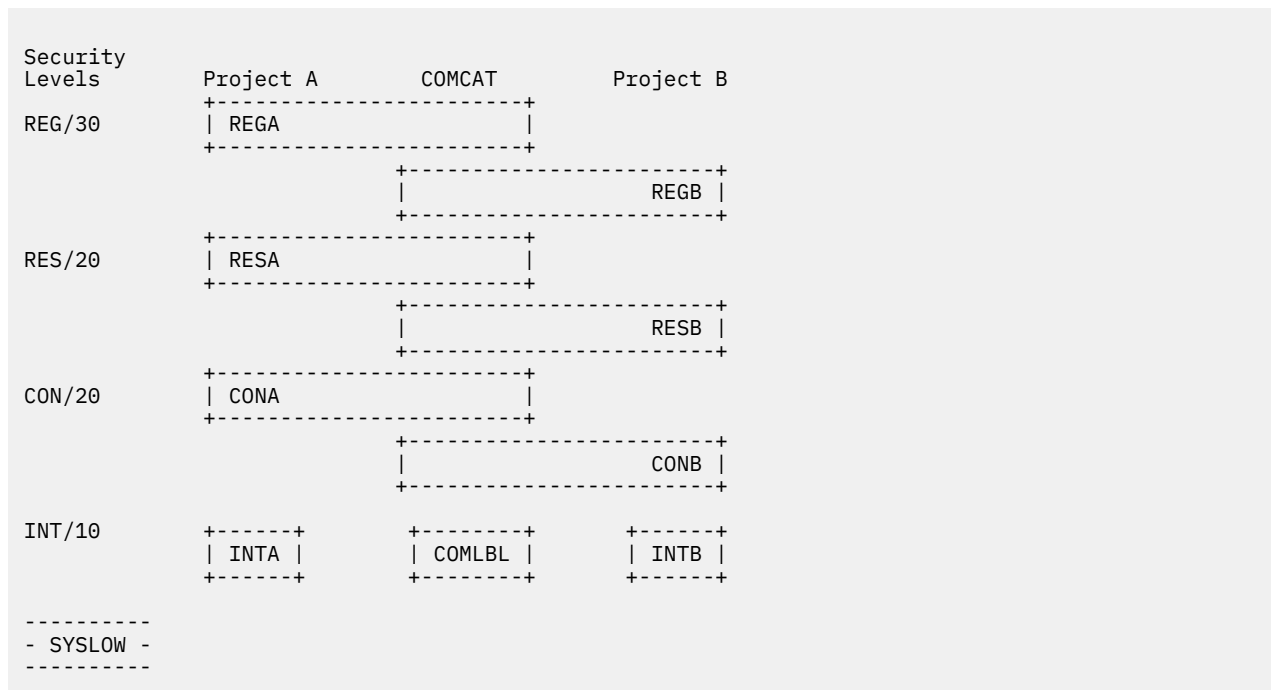 Security
Levels Project A COMCAT Project B
+------------------------+
REG/30 | REGA |
+------------------------+
+------------------------+
| REGB |
+------------------------+
+------------------------+
RES/20 | RESA |
+------------------------+
+------------------------+
| RESB |
+------------------------+
+------------------------+
CON/20 | CONA |
+------------------------+
+------------------------+
| CONB |
+------------------------+
INT/10 +------+ +--------+ +------+
| INTA | | COMLBL | | INTB |
+------+ +--------+ +------+
----------
- SYSLOW -
----------